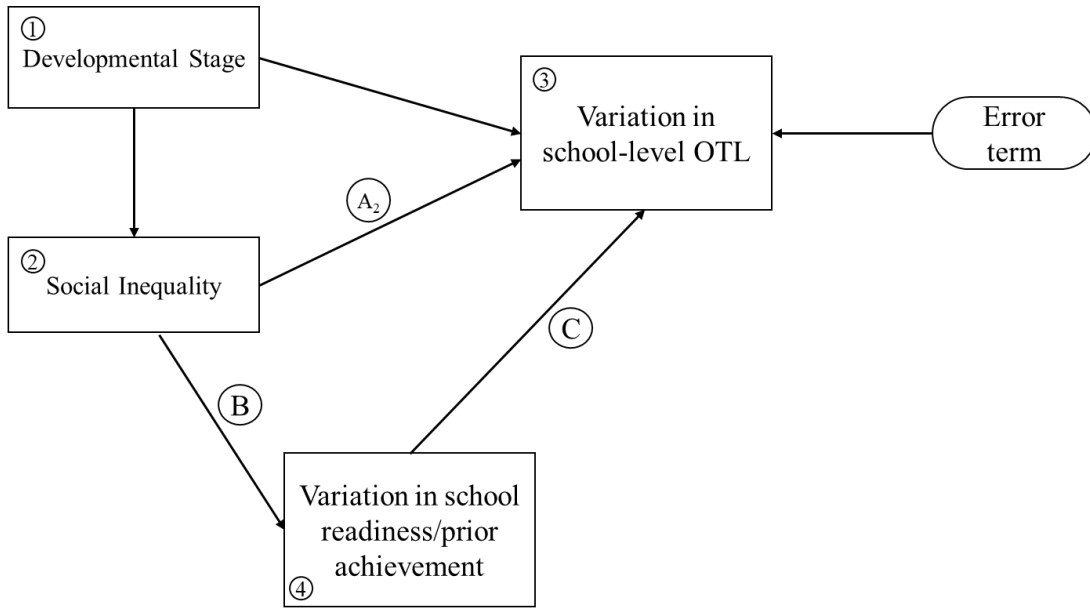 ①
Developmental Stage
③
Variation in
school-level OTL
Error
term
A₂
②
Social Inequality
C
B
Variation in school
readiness/prior
achievement
④